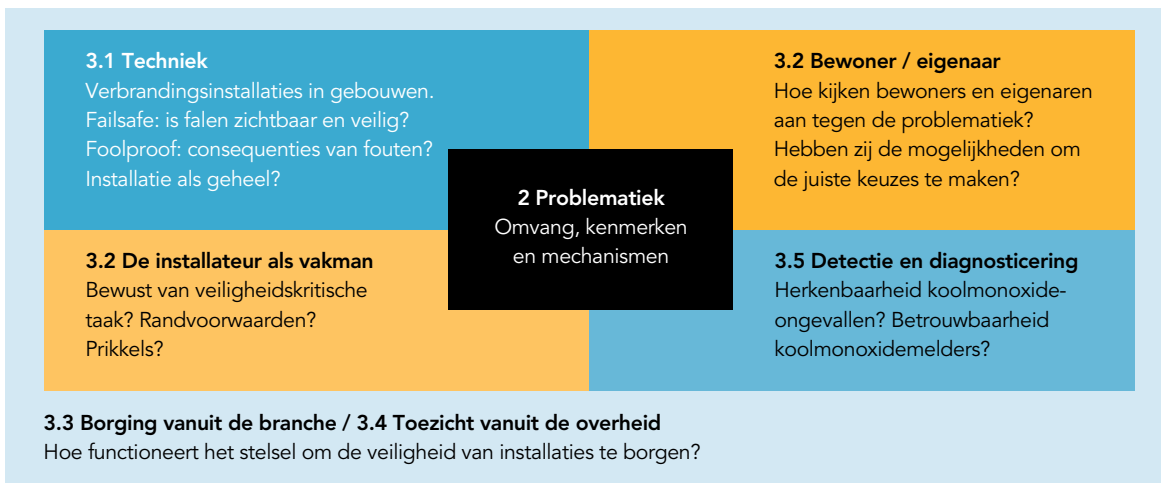 3.1 Techniek
Verbrandingsinstallaties in gebouwen.
Failsafe: is falen zichtbaar en veilig?
Foolproof: consequenties van fouten?
Installatie als geheel?
3.2 Bewoner / eigenaar
Hoe kijken bewoners en eigenaren
aan tegen de problematiek?
Hebben zij de mogelijkheden om
de juiste keuzes te maken?
2 Problematiek
Omvang, kenmerken
en mechanismen
3.2 De installateur als vakman
Bewust van veiligheidskritische
taak? Randvoorwaarden?
Prikkels?
3.5 Detectie en diagnosticering
Herkenbaarheid koolmonoxide-
ongevallen? Betrouwbaarheid
koolmonoxidemelders?
3.3 Borging vanuit de branche / 3.4 Toezicht vanuit de overheid
Hoe functioneert het stelsel om de veiligheid van installaties te borgen?